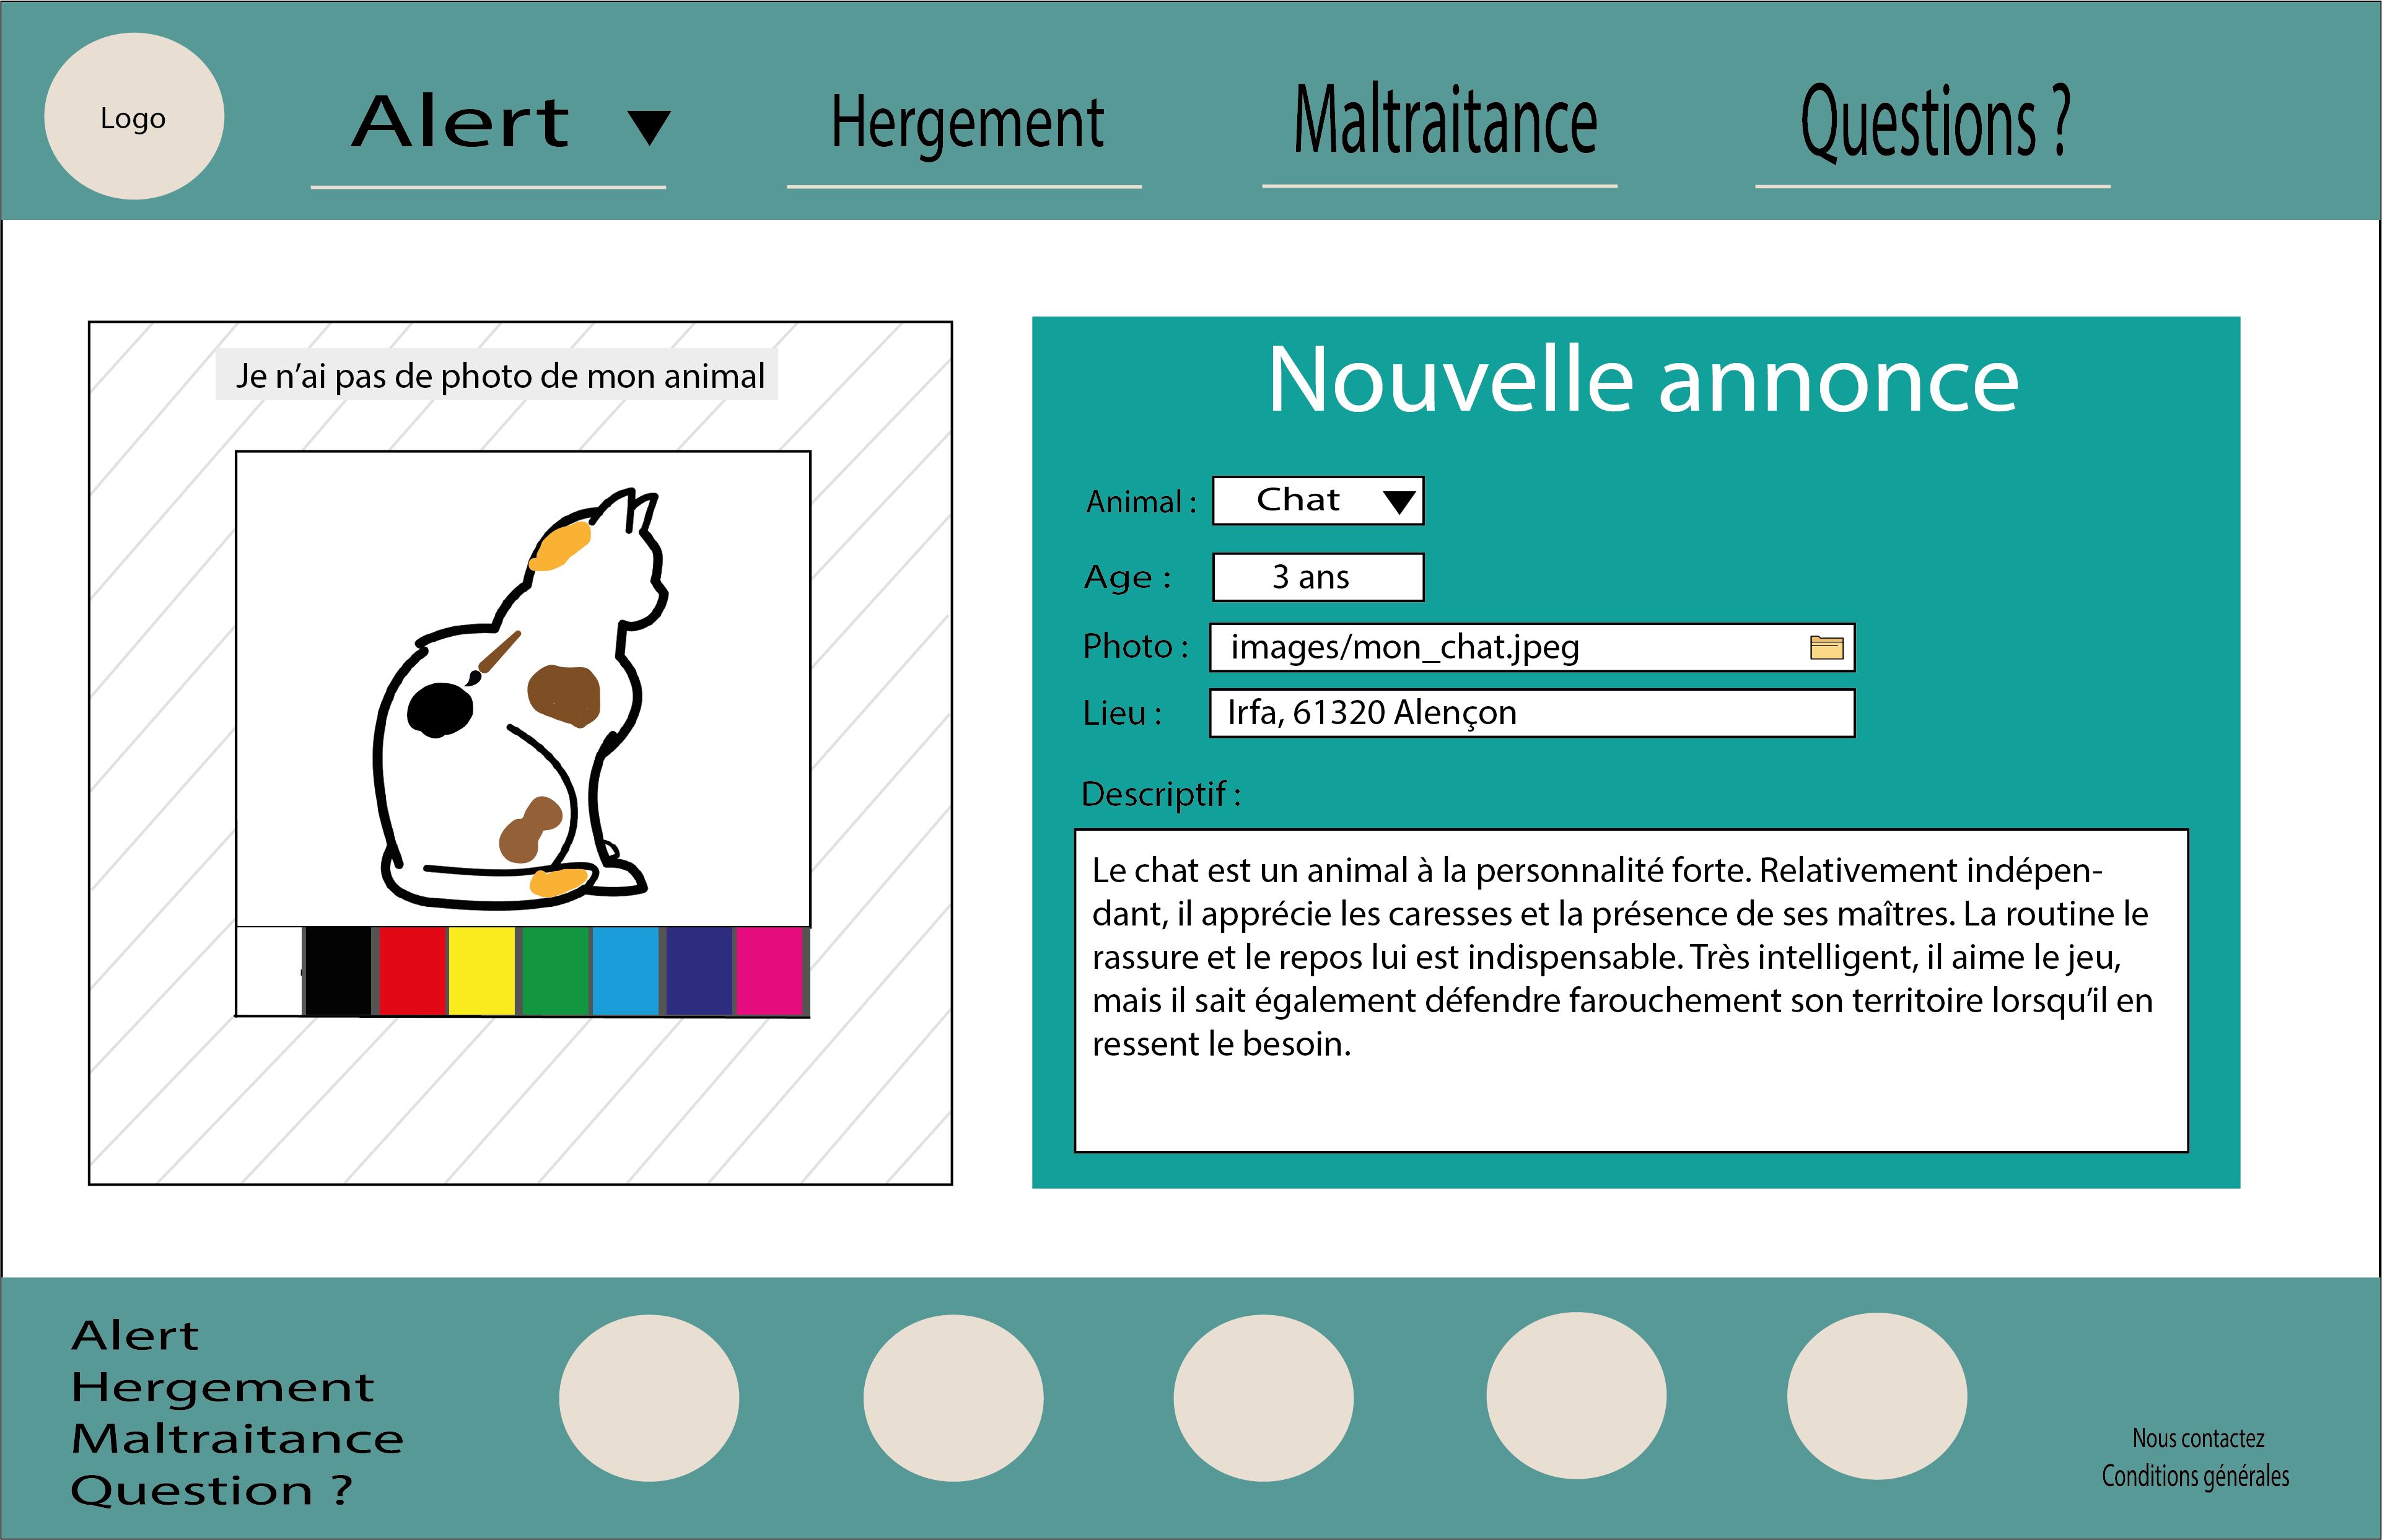 Logo
Alert
Hergement
Maltraitance
Questions ?
Je n’ai pas de photo de mon animal
Nouvelle annonce
Animal : Chat
Age : 3 ans
Photo : images/mon_chat.jpeg
Lieu : Irfa, 61320 Alençon
Descriptif :
Le chat est un animal à la personnalité forte. Relativement indépen-
dant, il apprécie les caresses et la présence de ses maîtres. La routine le
rassure et le repos lui est indispensable. Très intelligent, il aime le jeu,
mais il sait également défendre farouchement son territoire lorsqu’il en
ressent le besoin.
Alert
Hergement
Maltraitance
Question ?
Nous contactez
Conditions générales